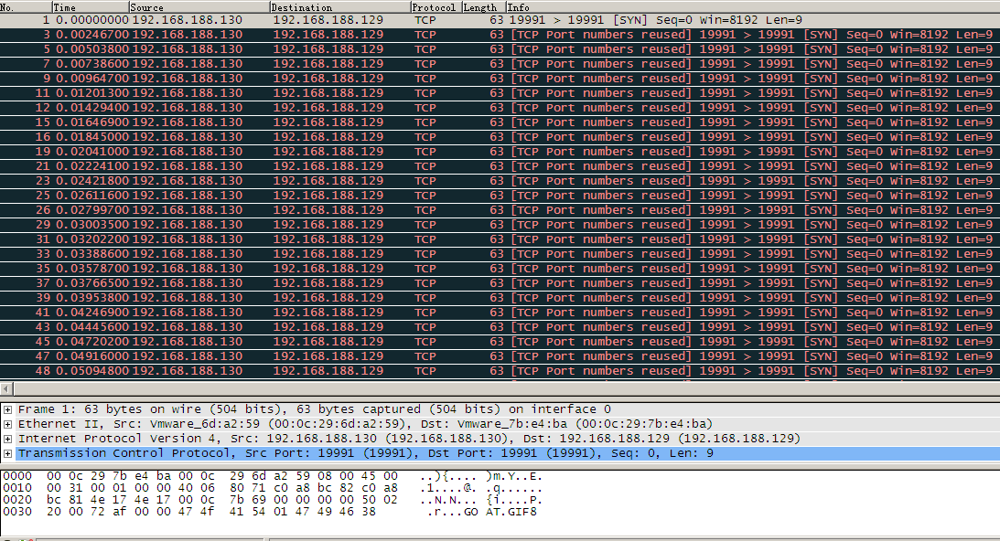 No. Time Source Destination Protocol Length Info
1 0.00000000 192.168.188.130 192.168.188.129 TCP 63 19991 > 19991 [SYN] Seq=0 Win=8192 Len=9
3 0.00246700 192.168.188.130 192.168.188.129 TCP 63 [TCP Port numbers reused] 19991 > 19991 [SYN] Seq=0 Win=8192 Len=9
5 0.00503800 192.168.188.130 192.168.188.129 TCP 63 [TCP Port numbers reused] 19991 > 19991 [SYN] Seq=0 Win=8192 Len=9
7 0.00738600 192.168.188.130 192.168.188.129 TCP 63 [TCP Port numbers reused] 19991 > 19991 [SYN] Seq=0 Win=8192 Len=9
9 0.00964700 192.168.188.130 192.168.188.129 TCP 63 [TCP Port numbers reused] 19991 > 19991 [SYN] Seq=0 Win=8192 Len=9
11 0.01201300 192.168.188.130 192.168.188.129 TCP 63 [TCP Port numbers reused] 19991 > 19991 [SYN] Seq=0 Win=8192 Len=9
12 0.01429400 192.168.188.130 192.168.188.129 TCP 63 [TCP Port numbers reused] 19991 > 19991 [SYN] Seq=0 Win=8192 Len=9
15 0.01646900 192.168.188.130 192.168.188.129 TCP 63 [TCP Port numbers reused] 19991 > 19991 [SYN] Seq=0 Win=8192 Len=9
16 0.01845000 192.168.188.130 192.168.188.129 TCP 63 [TCP Port numbers reused] 19991 > 19991 [SYN] Seq=0 Win=8192 Len=9
19 0.02041000 192.168.188.130 192.168.188.129 TCP 63 [TCP Port numbers reused] 19991 > 19991 [SYN] Seq=0 Win=8192 Len=9
21 0.02224100 192.168.188.130 192.168.188.129 TCP 63 [TCP Port numbers reused] 19991 > 19991 [SYN] Seq=0 Win=8192 Len=9
23 0.02421800 192.168.188.130 192.168.188.129 TCP 63 [TCP Port numbers reused] 19991 > 19991 [SYN] Seq=0 Win=8192 Len=9
25 0.02611600 192.168.188.130 192.168.188.129 TCP 63 [TCP Port numbers reused] 19991 > 19991 [SYN] Seq=0 Win=8192 Len=9
26 0.02799700 192.168.188.130 192.168.188.129 TCP 63 [TCP Port numbers reused] 19991 > 19991 [SYN] Seq=0 Win=8192 Len=9
29 0.03003500 192.168.188.130 192.168.188.129 TCP 63 [TCP Port numbers reused] 19991 > 19991 [SYN] Seq=0 Win=8192 Len=9
31 0.03202200 192.168.188.130 192.168.188.129 TCP 63 [TCP Port numbers reused] 19991 > 19991 [SYN] Seq=0 Win=8192 Len=9
33 0.03388600 192.168.188.130 192.168.188.129 TCP 63 [TCP Port numbers reused] 19991 > 19991 [SYN] Seq=0 Win=8192 Len=9
35 0.03578700 192.168.188.130 192.168.188.129 TCP 63 [TCP Port numbers reused] 19991 > 19991 [SYN] Seq=0 Win=8192 Len=9
37 0.03766500 192.168.188.130 192.168.188.129 TCP 63 [TCP Port numbers reused] 19991 > 19991 [SYN] Seq=0 Win=8192 Len=9
39 0.03953800 192.168.188.130 192.168.188.129 TCP 63 [TCP Port numbers reused] 19991 > 19991 [SYN] Seq=0 Win=8192 Len=9
41 0.04246900 192.168.188.130 192.168.188.129 TCP 63 [TCP Port numbers reused] 19991 > 19991 [SYN] Seq=0 Win=8192 Len=9
43 0.04445600 192.168.188.130 192.168.188.129 TCP 63 [TCP Port numbers reused] 19991 > 19991 [SYN] Seq=0 Win=8192 Len=9
45 0.04720200 192.168.188.130 192.168.188.129 TCP 63 [TCP Port numbers reused] 19991 > 19991 [SYN] Seq=0 Win=8192 Len=9
47 0.04916000 192.168.188.130 192.168.188.129 TCP 63 [TCP Port numbers reused] 19991 > 19991 [SYN] Seq=0 Win=8192 Len=9
48 0.05094800 192.168.188.130 192.168.188.129 TCP 63 [TCP Port numbers reused] 19991 > 19991 [SYN] Seq=0 Win=8192 Len=9
Frame 1: 63 bytes on wire (504 bits), 63 bytes captured (504 bits) on interface 0
Ethernet II, Src: Vmware_6d:a2:59 (00:0c:29:6d:a2:59), Dst: Vmware_7b:e4:ba (00:0c:29:7b:e4:ba)
Internet Protocol Version 4, Src: 192.168.188.130 (192.168.188.130), Dst: 192.168.188.129 (192.168.188.129)
Transmission Control Protocol, Src Port: 19991 (19991), Dst Port: 19991 (19991), Seq: 0, Len: 9
0000 00 0c 29 7b e4 ba 00 0c 29 6d a2 59 08 00 45 00 ..){.... )m.Y..E.
0010 00 31 00 01 00 00 40 06 80 71 c0 a8 bc 82 c0 a8 .1....@. .q......
0020 bc 81 4e 17 4e 17 00 0c 7b 69 00 00 00 00 50 02 ..N.N... {i....P.
0030 20 00 72 af 00 00 47 4f 41 54 01 47 49 46 38 .r...GO AT.GIF8